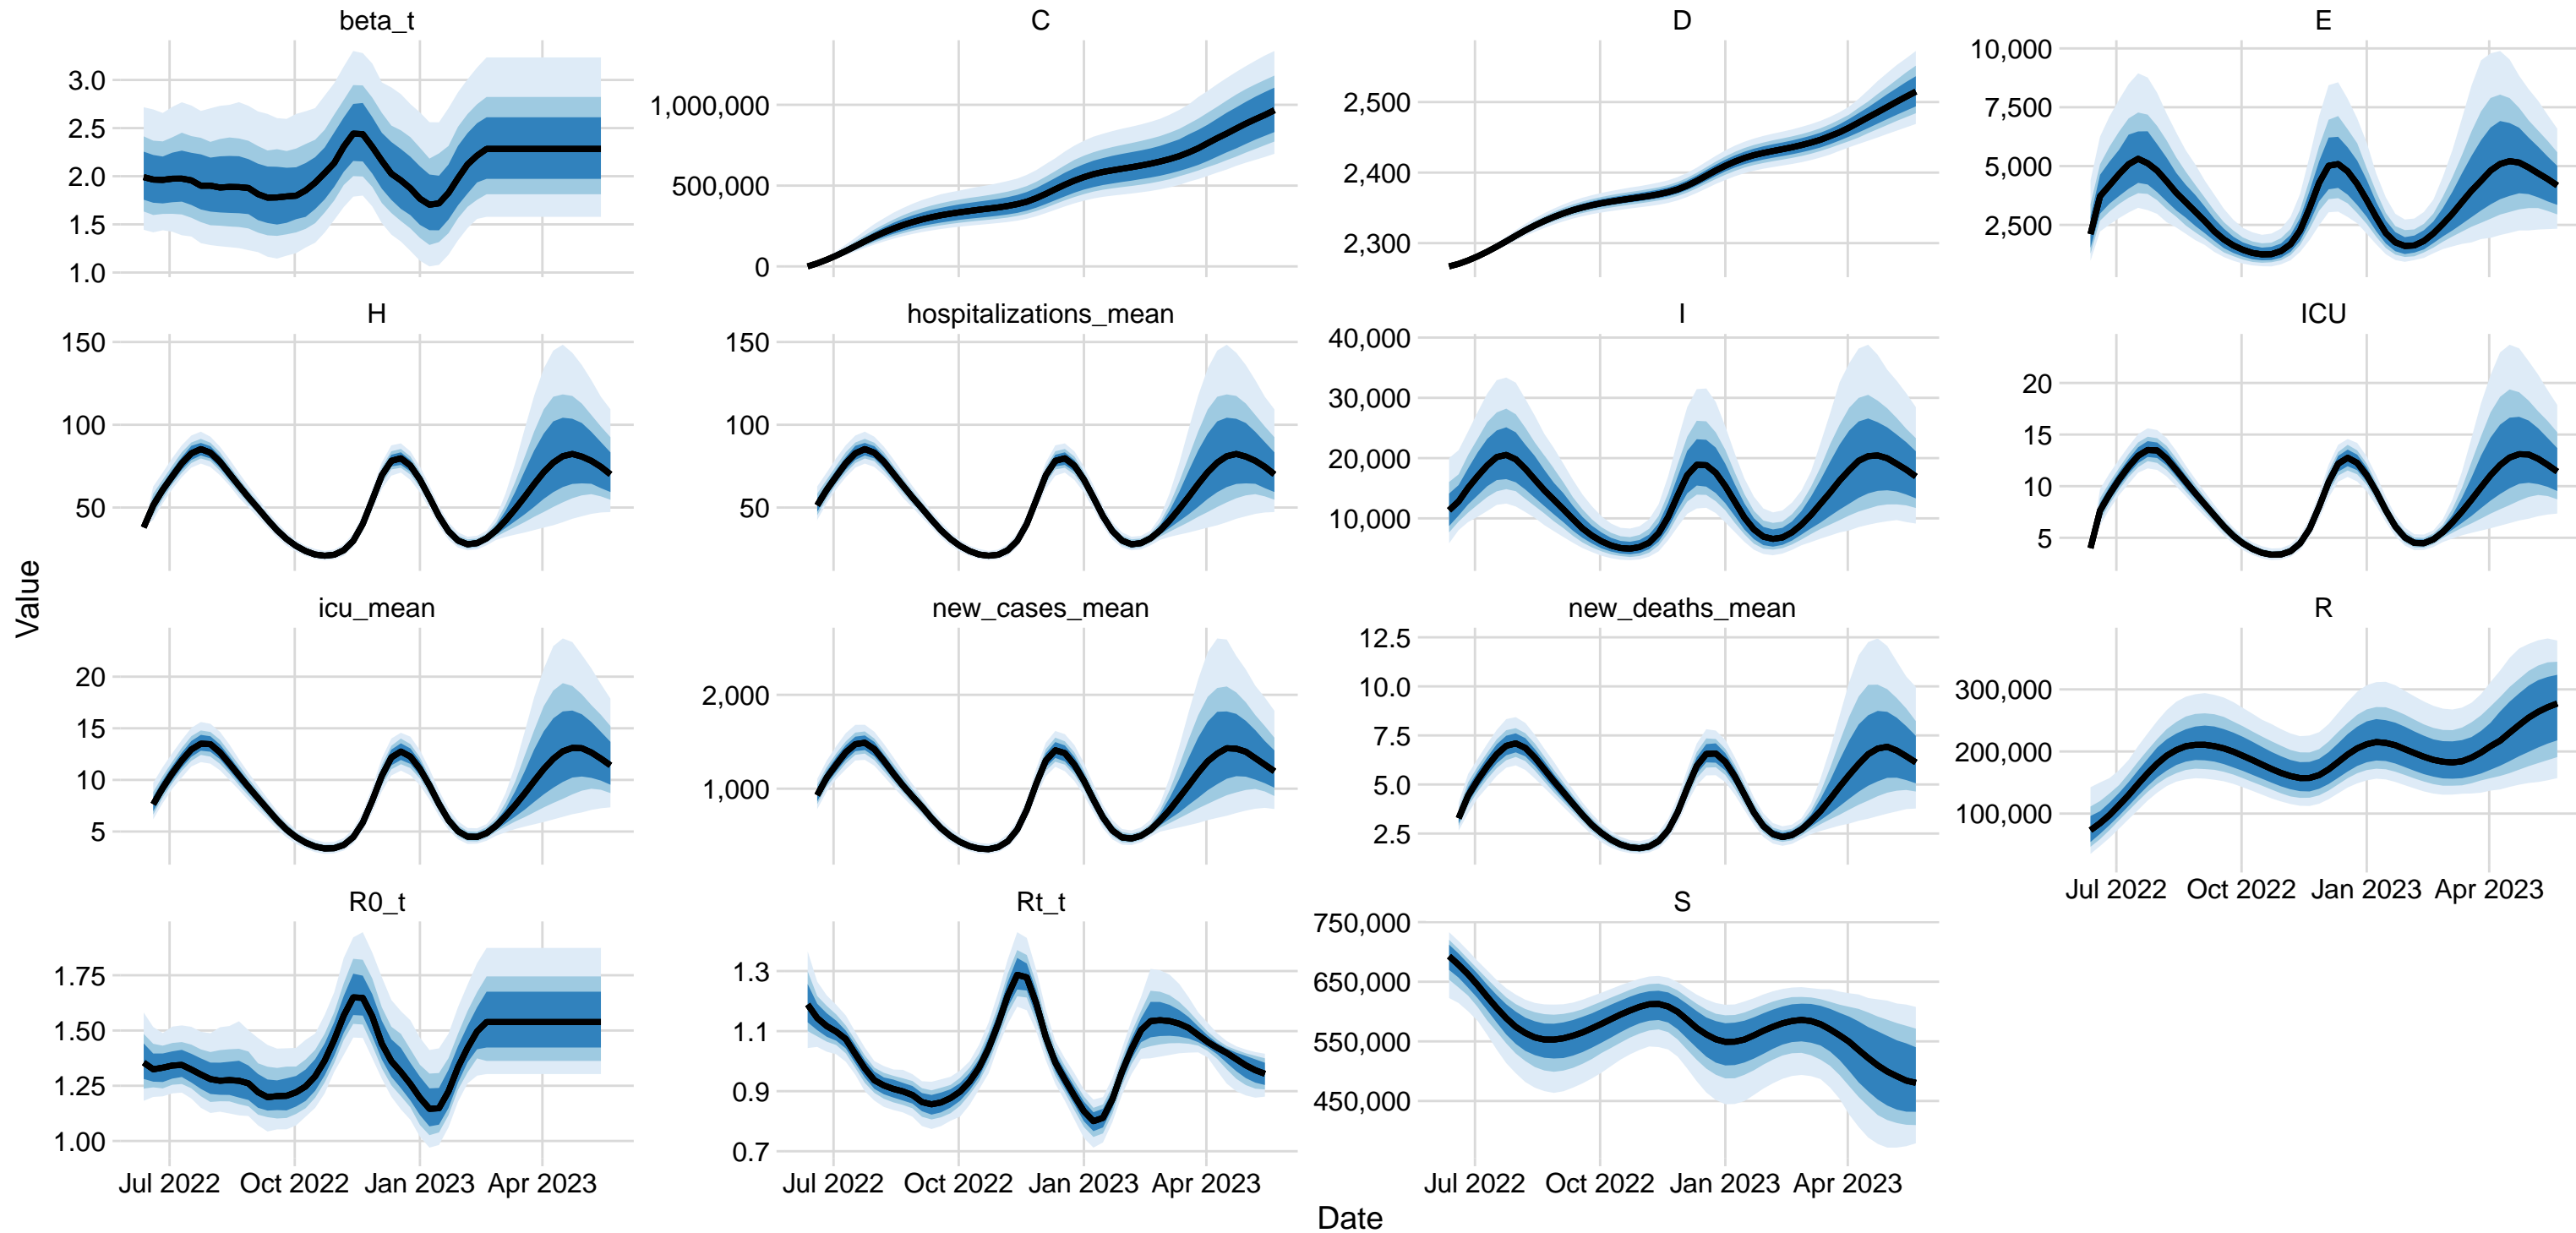 beta_t C D E
3.0 2.5 2.0 1.5 1.0
1,000,000 500,000 0
2,500 2,400 2,300
10,000 7,500 5,000 2,500
H hospitalizations_mean I ICU
150 100 50
150 100 50
40,000 30,000 20,000 10,000
20 15 10 5
Value
icu_mean new_cases_mean new_deaths_mean R
20 15 10 5
2,000 1,000
12.5 10.0 7.5 5.0 2.5
300,000 200,000 100,000
Jul 2022 Oct 2022 Jan 2023 Apr 2023
R0_t Rt_t S
1.75 1.50 1.25 1.00
1.3 1.1 0.9 0.7
750,000 650,000 550,000 450,000
Jul 2022 Oct 2022 Jan 2023 Apr 2023
Jul 2022 Oct 2022 Jan 2023 Apr 2023
Jul 2022 Oct 2022 Jan 2023 Apr 2023
Date